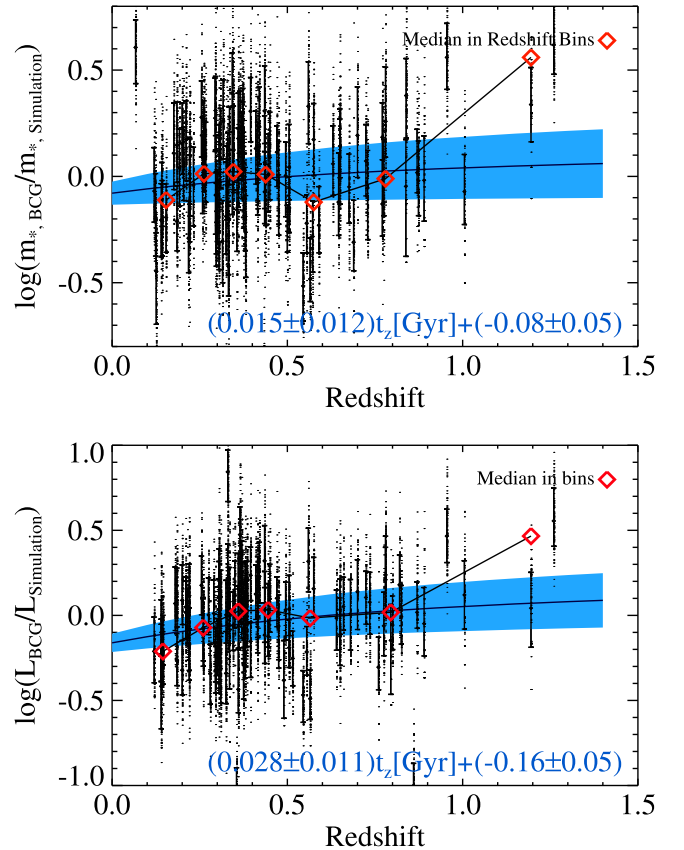 log(m*, BCG/m*, Simulation)
0.5
0.0
-0.5
Median in Redshift Bins
(0.015±0.012)tz[Gyr]+(-0.08±0.05)
0.0 0.5 1.0 1.5
Redshift
log(LBCG/LSimulation)
1.0
0.5
0.0
-0.5
-1.0
Median in bins
(0.028±0.011)tz[Gyr]+(-0.16±0.05)
0.0 0.5 1.0 1.5
Redshift